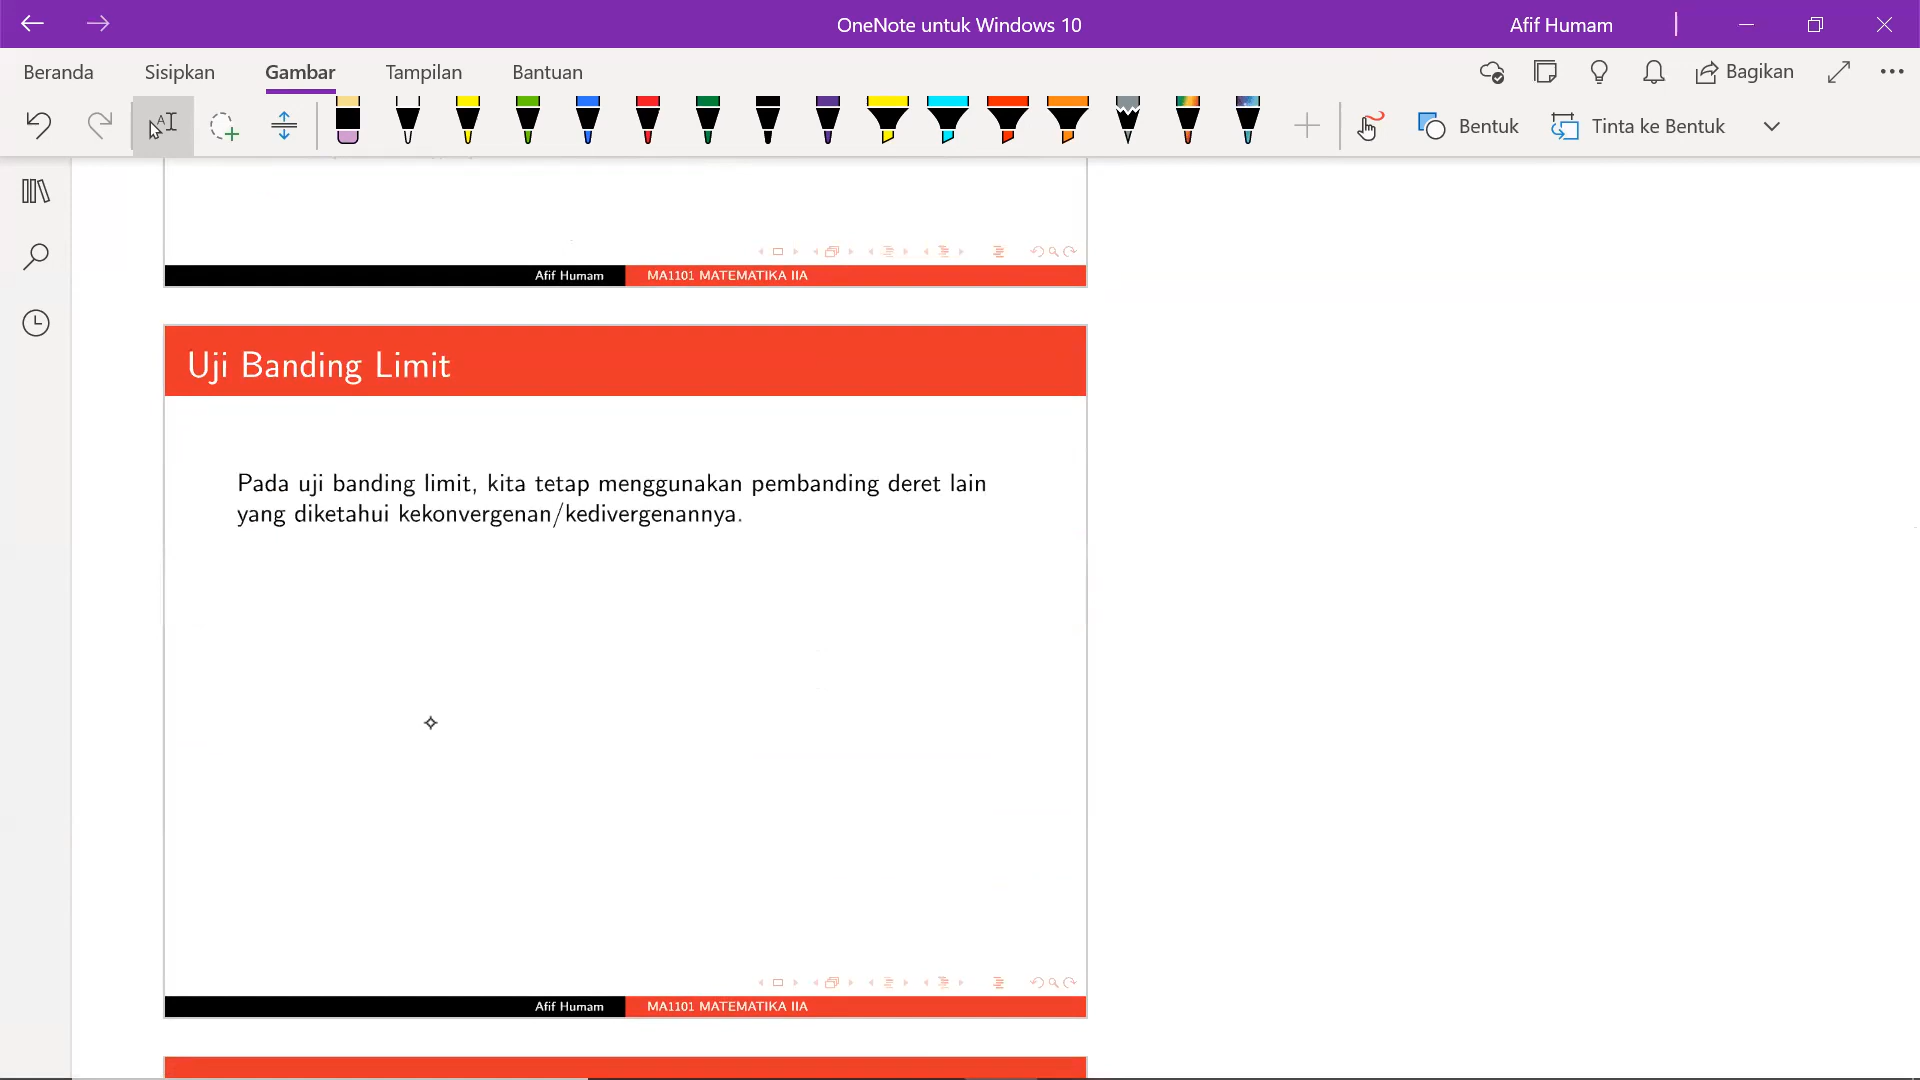 OneNote untuk Windows 10
Afif Humam
Beranda
Sisipkan
Gambar
Tampilan
Bantuan
Bagikan
Bentuk
Tinta ke Bentuk
Afif Humam
MA1101 MATEMATIKA IIA
Uji Banding Limit
Pada uji banding limit, kita tetap menggunakan pembanding deret lain
yang diketahui kekonvergenan/kedivergenannya.
Afif Humam
MA1101 MATEMATIKA IIA